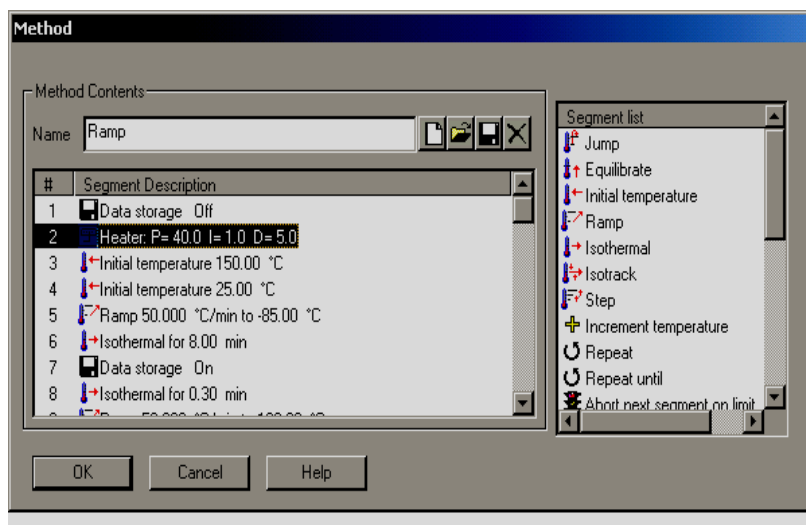 Method
Method Contents
Name Ramp
# Segment Description
1 Data storage Off
2 Heater: P= 40.0 I= 1.0 D= 5.0
3 Initial temperature 150.00 °C
4 Initial temperature 25.00 °C
5 Ramp 50.000 °C/min to -85.00 °C
6 Isothermal for 8.00 min
7 Data storage On
8 Isothermal for 0.30 min
Segment list
Jump
Equilibrate
Initial temperature
Ramp
Isothermal
Isotrack
Step
Increment temperature
Repeat
Repeat until
Abort next segment on limit
OK Cancel Help